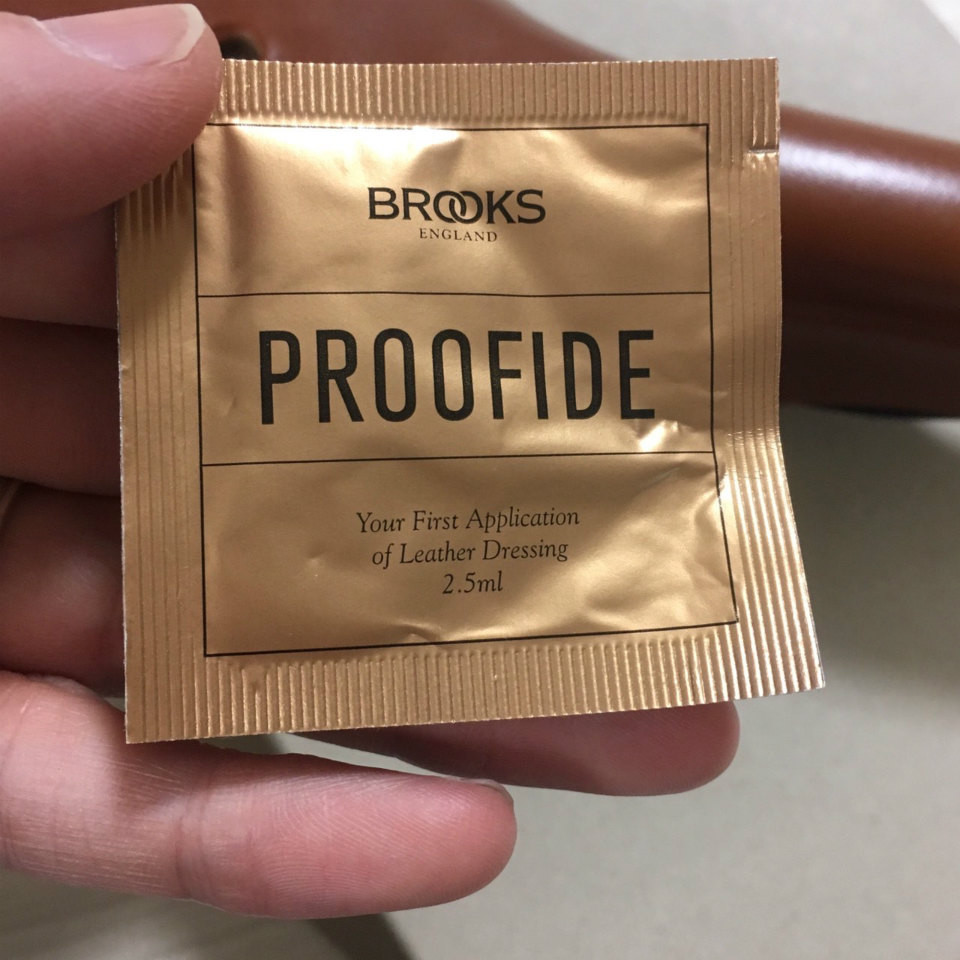 BROOKS
ENGLAND
PROOFIDE
Your First Application
of Leather Dressing
2.5ml